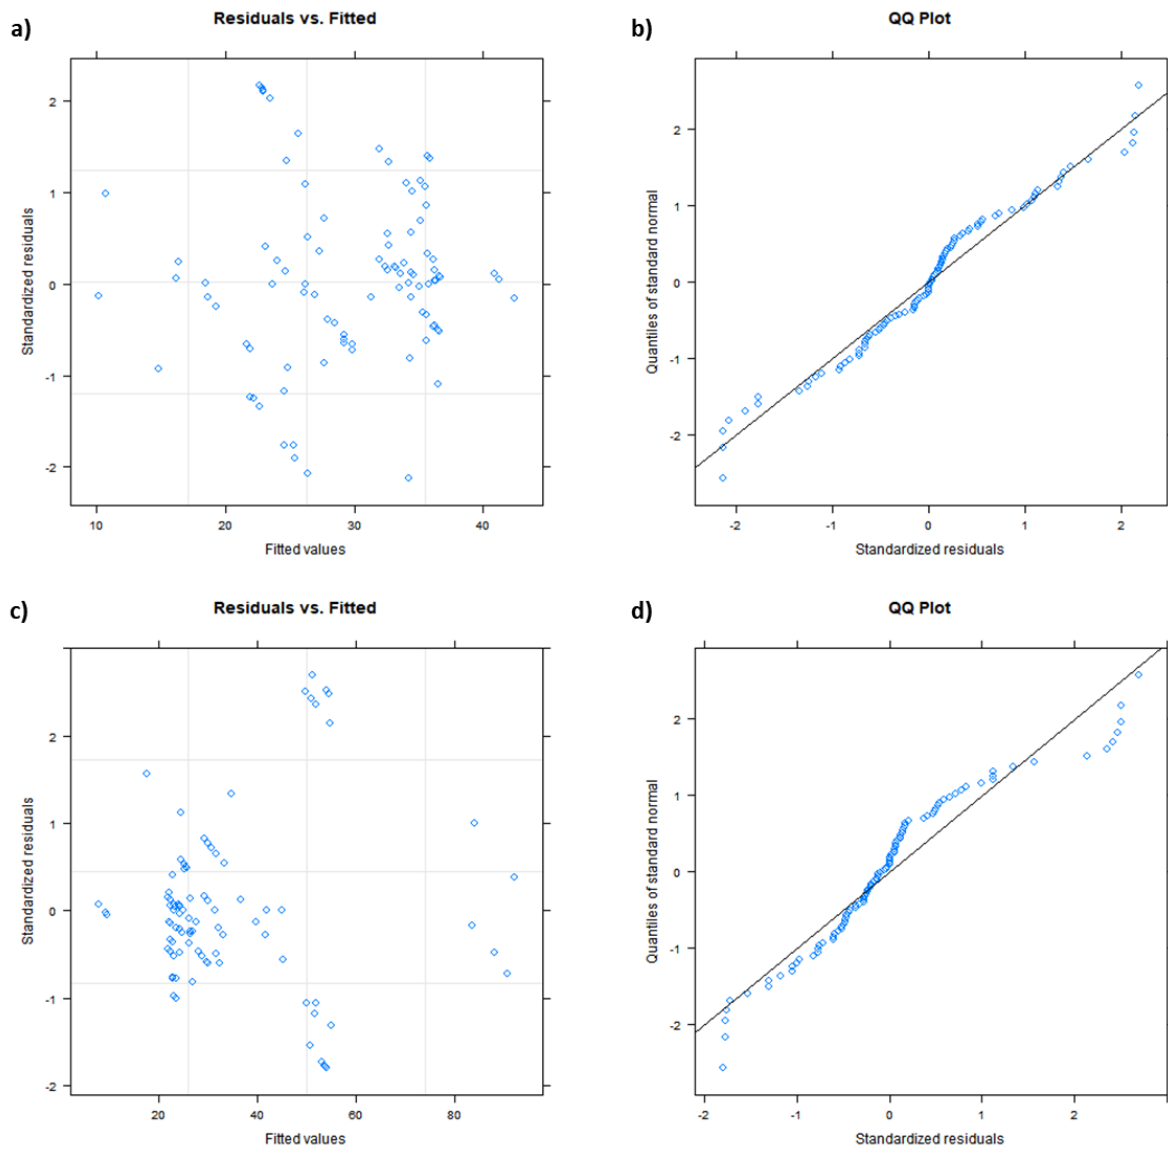 a)
Residuals vs. Fitted
Standardized residuals
2
1
0
-1
-2
10 20 30 40
Fitted values
b)
QQ Plot
Quantiles of standard normal
2
1
0
-1
-2
-2 -1 0 1 2
Standardized residuals
c)
Residuals vs. Fitted
Standardized residuals
2
1
0
-1
-2
20 40 60 80
Fitted values
d)
QQ Plot
Quantiles of standard normal
2
1
0
-1
-2
-2 -1 0 1 2
Standardized residuals